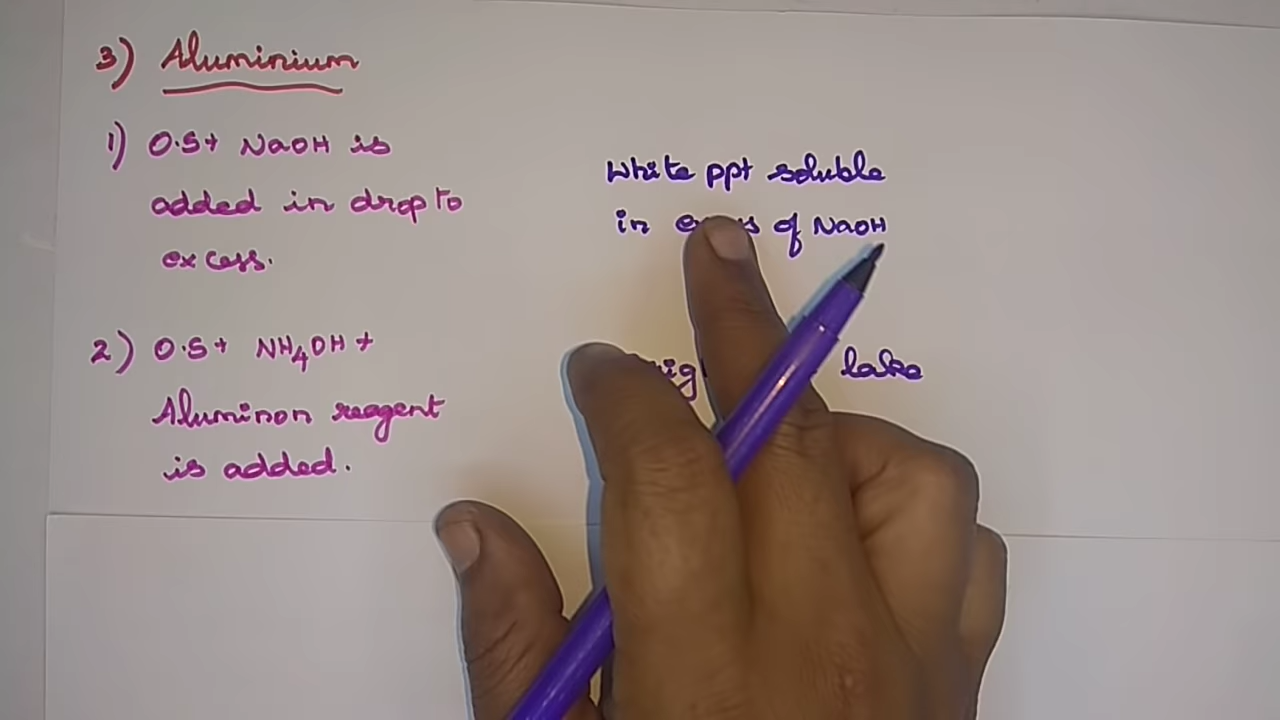 3) Aluminium
1) O.S + NaOH is
added in drop to
excess.
White ppt soluble
in of NaOH
2) O.S + NH4OH +
Aluminon reagent
is added.
lake